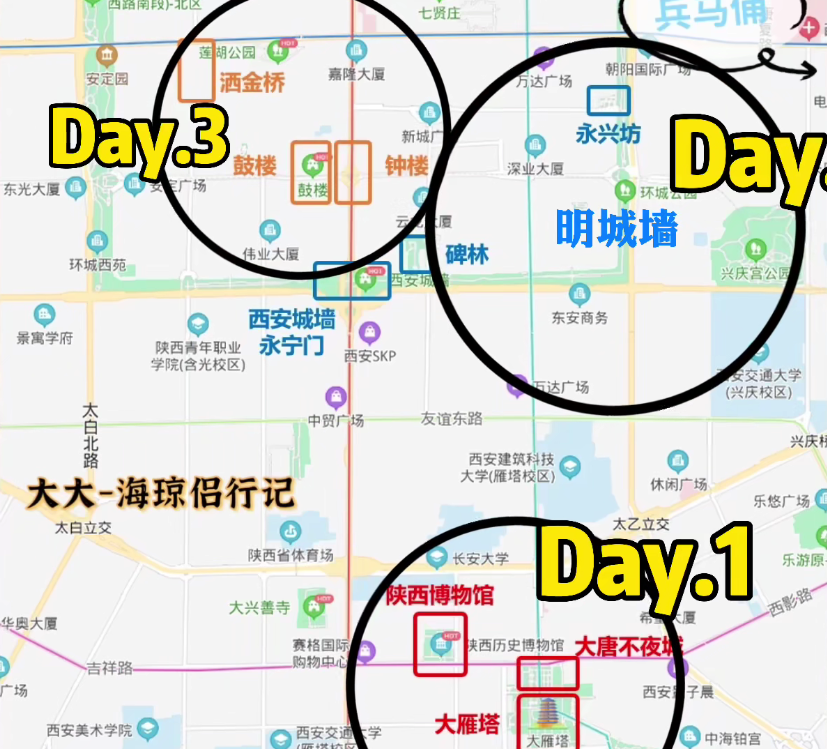 西路南段)-北区
七贤庄
兵马俑
莲湖公园
HOT
安定园
洒金桥
嘉隆大厦
万达广场
朝阳国际广场
电
Day.3
新城广
永兴坊
Day.
鼓楼
HOT
鼓楼
钟楼
深业大厦
东光大厦
安定广场
环城公园
云龙大厦
明城墙
环城西苑
伟业大厦
碑林
兴庆宫公园
HOT
西安城墙
西安城墙
永宁门
东安商务
景寓学府
陕西青年职业
学院(含光校区)
西安SKP
西安交通大学
(兴庆校区)
万达广场
太白北路
中贸广场
友谊东路
兴庆
西安建筑科技
大学(雁塔校区)
休闲广场
大大-海琼侣行记
乐悠广场
太白立交
太乙立交
陕西省体育场
长安大学
Day.1
乐游原
陕西博物馆
大兴善寺
HOT
西影路
华奥大厦
赛格国际
购物中心
HOT
陕西历史博物馆
大唐不夜城
大厦
吉祥路
广场
西安
子晨
西安美术学院
西安交通大学
(雁塔校区)
大雁塔
大雁塔
中海铂宫